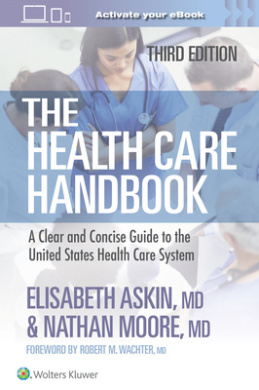 Activate your eBook
THIRD EDITION
THE
HEALTH CARE
HANDBOOK
A Clear and Concise Guide to the
United States Health Care System
ELISABETH ASKIN, MD
& NATHAN MOORE, MD
FOREWORD BY ROBERT M. WACHTER, MD
Wolters Kluwer